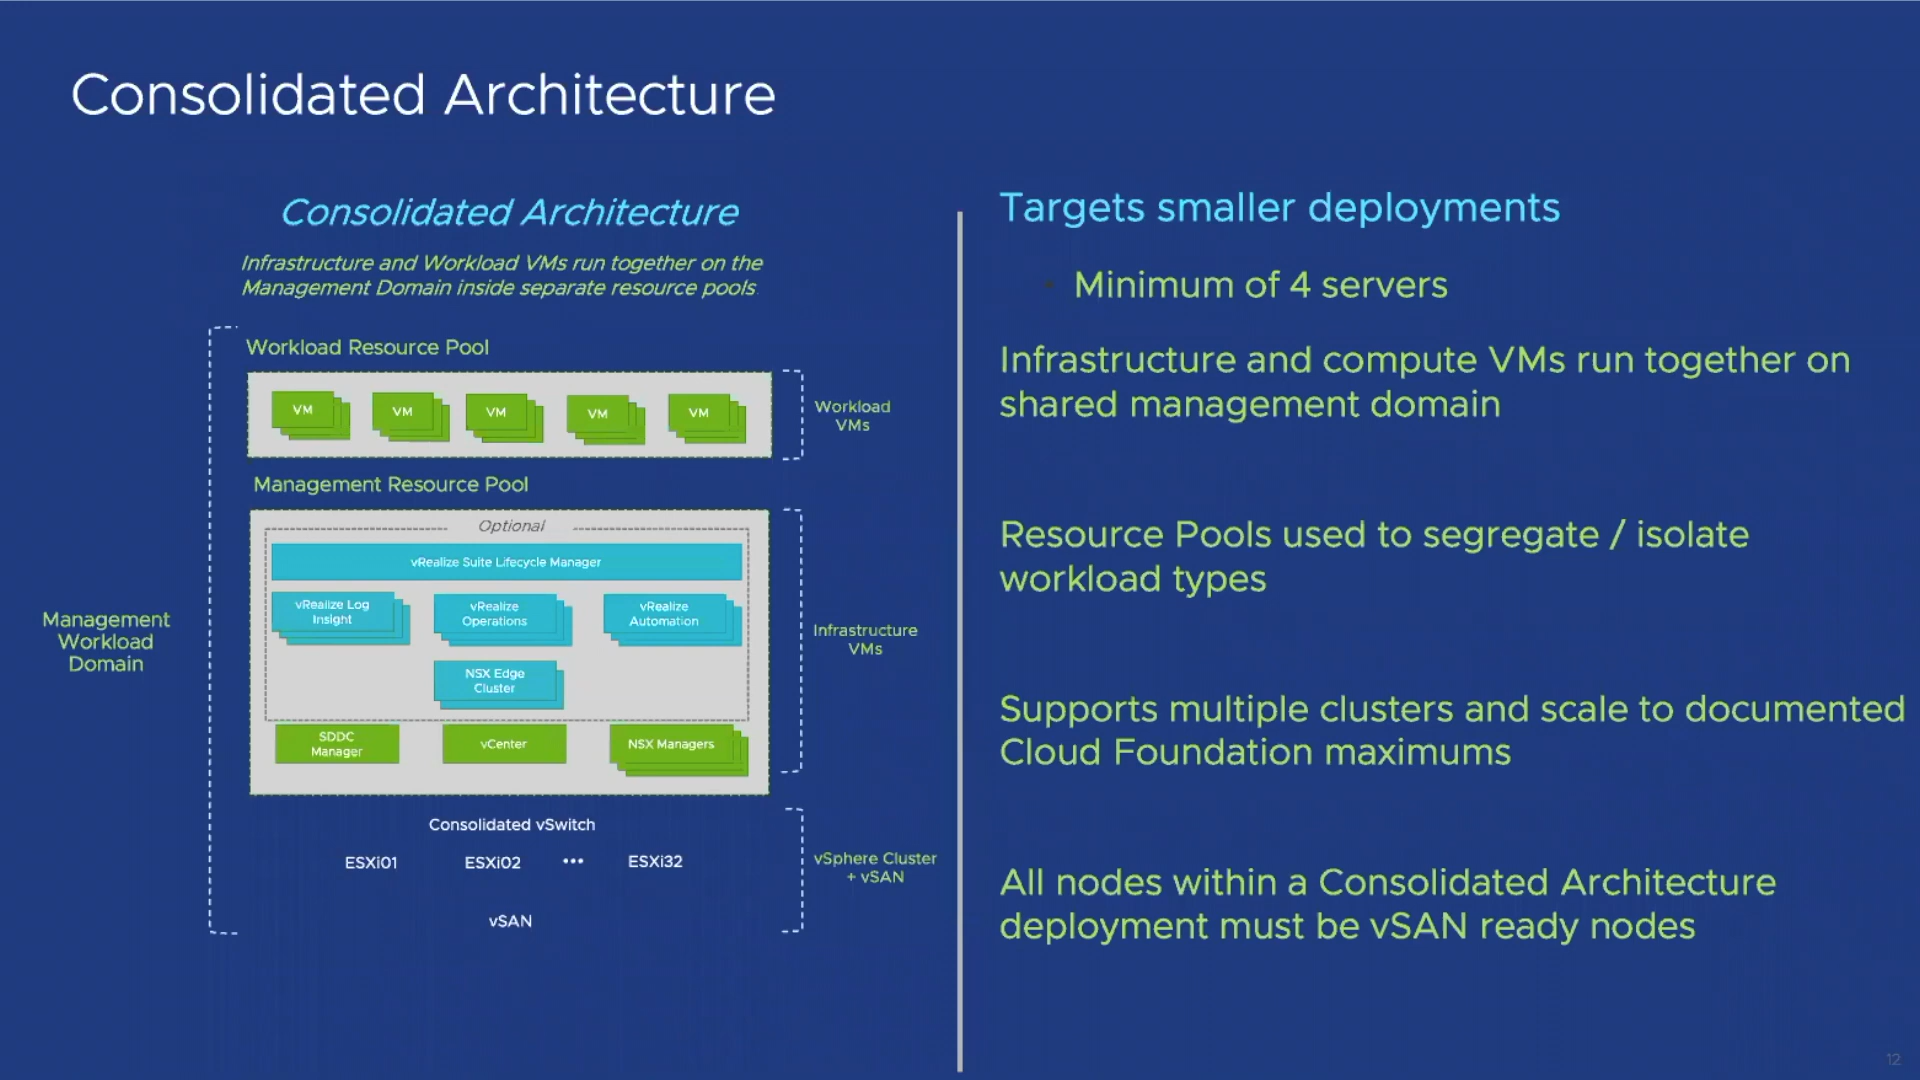 Consolidated Architecture
Consolidated Architecture
Infrastructure and Workload VMs run together on the
Management Domain inside separate resource pools.
Workload Resource Pool
VM
VM
VM
VM
VM
Workload
VMs
Management Resource Pool
Optional
vRealize Suite Lifecycle Manager
vRealize Log
Insight
vRealize
Operations
vRealize
Automation
NSX Edge
Cluster
SDDC
Manager
vCenter
NSX Managers
Infrastructure
VMs
Management
Workload
Domain
Consolidated vSwitch
ESXi01
ESXi02
•••
ESXi32
vSAN
vSphere Cluster
+ vSAN
Targets smaller deployments
• Minimum of 4 servers
Infrastructure and compute VMs run together on
shared management domain
Resource Pools used to segregate / isolate
workload types
Supports multiple clusters and scale to documented
Cloud Foundation maximums
All nodes within a Consolidated Architecture
deployment must be vSAN ready nodes
12